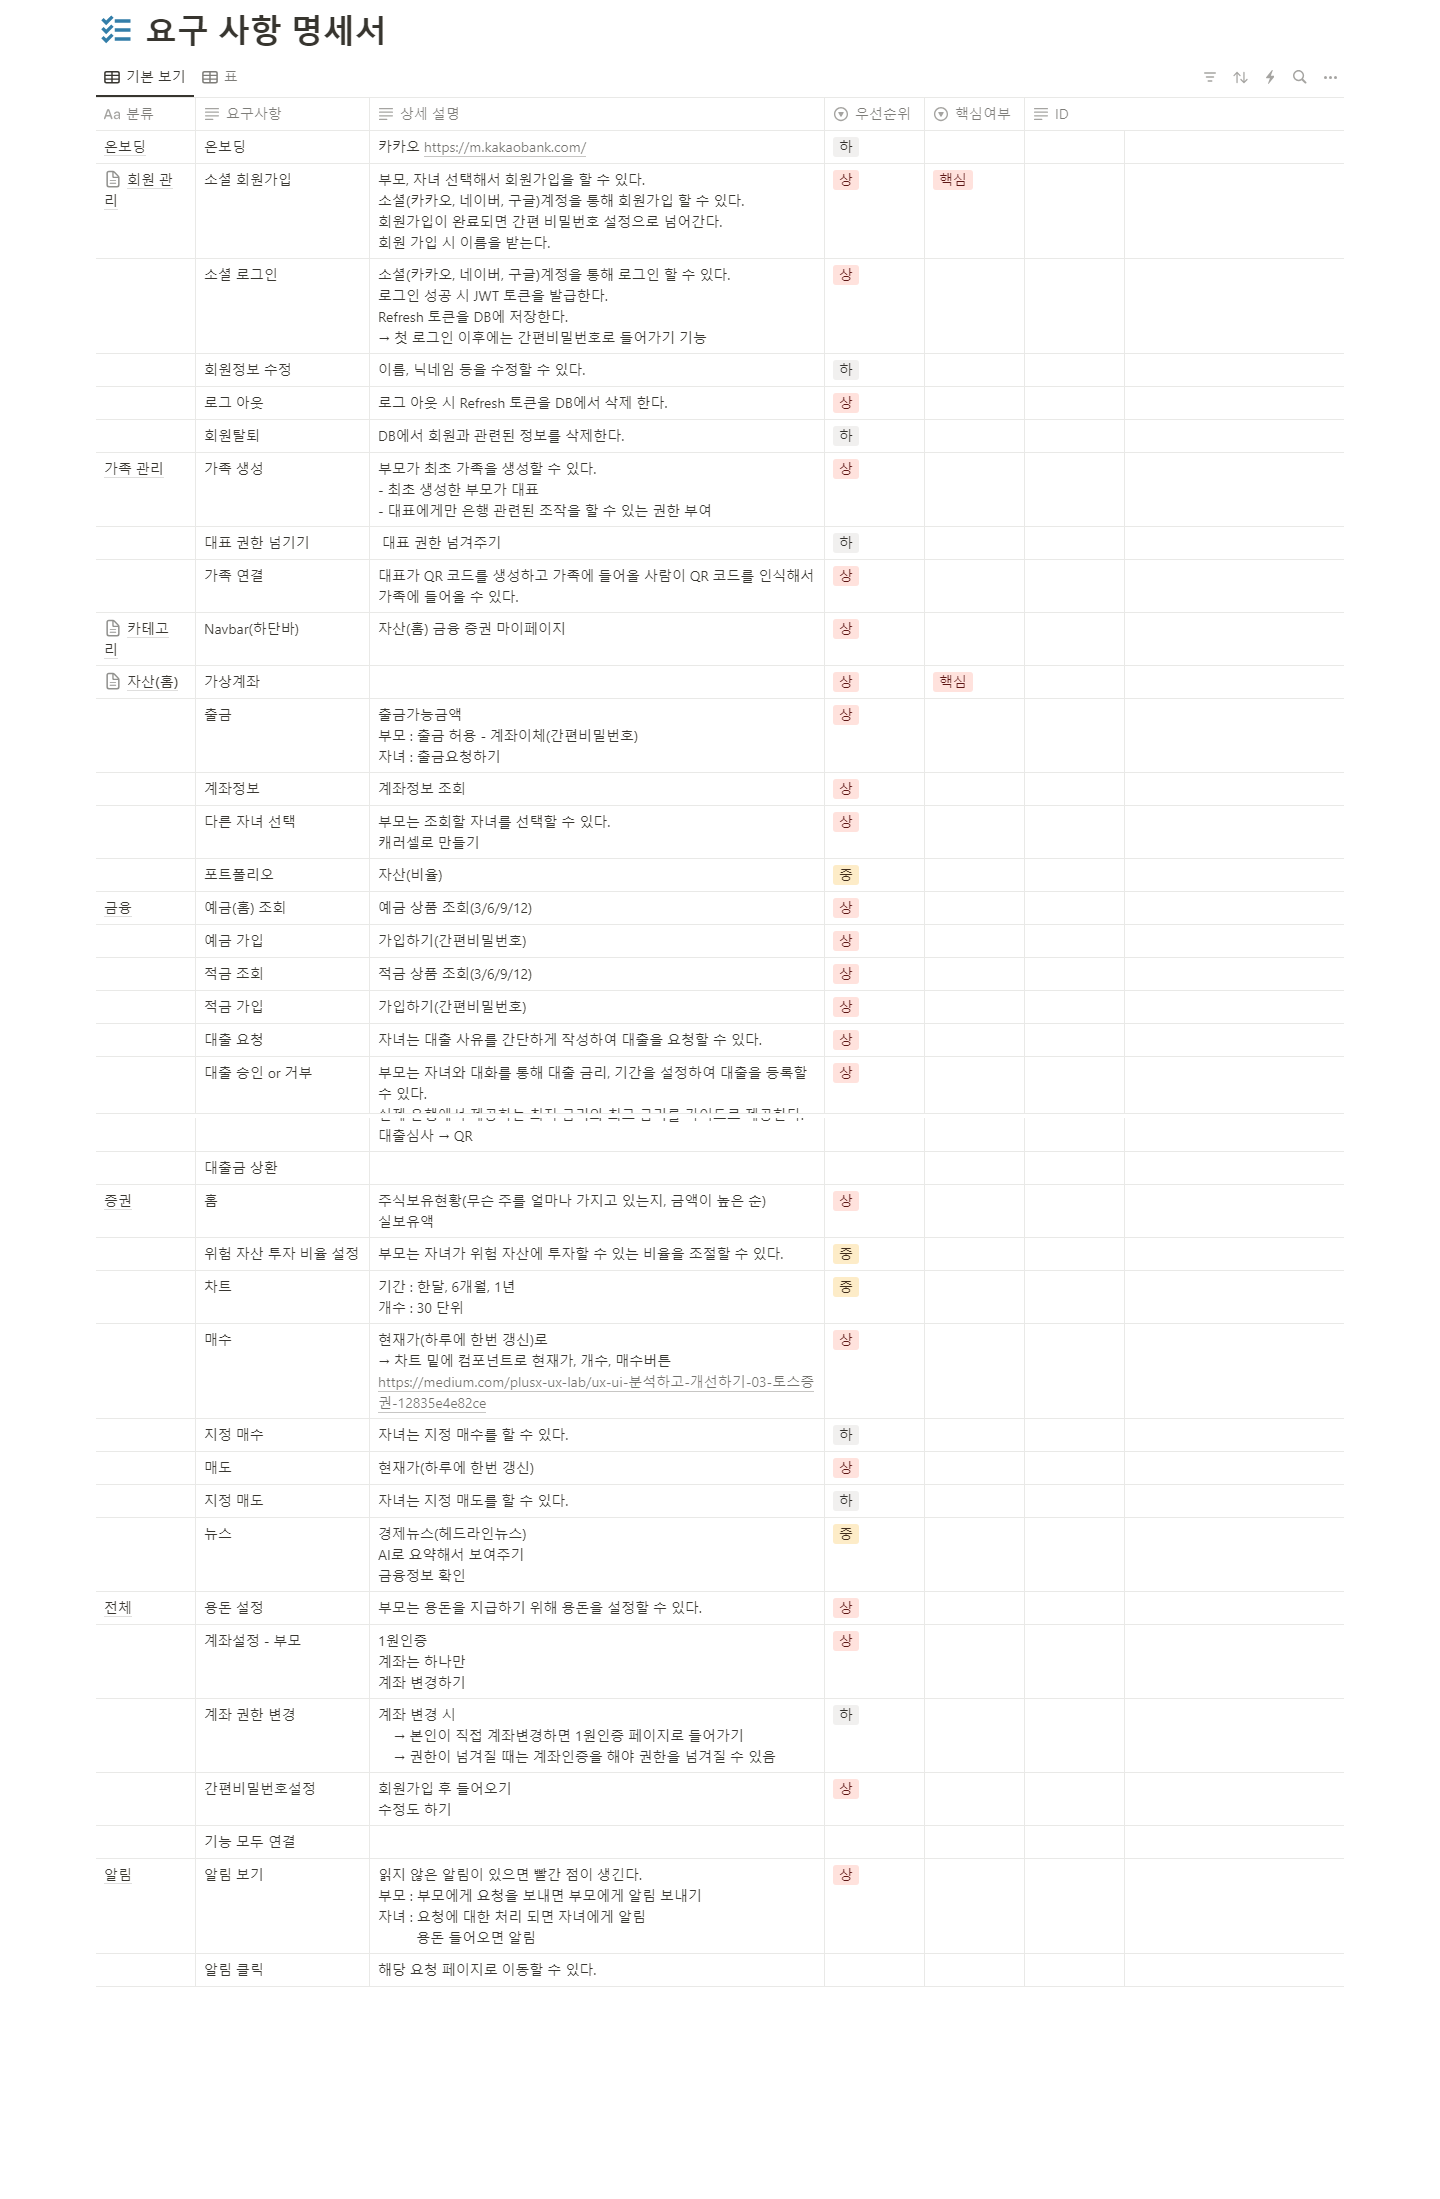 요구 사항 명세서
기본 보기 표
Aa 분류 요구사항 상세 설명 우선순위 핵심여부 ID
온보딩 온보딩 카카오 https://m.kakaobank.com/ 하
회원 관리 소셜 회원가입 부모, 자녀 선택해서 회원가입을 할 수 있다. 상 핵심
소셜(카카오, 네이버, 구글)계정을 통해 회원가입 할 수 있다.
회원가입이 완료되면 간편 비밀번호 설정으로 넘어간다.
회원 가입 시 이름을 받는다.
소셜 로그인 소셜(카카오, 네이버, 구글)계정을 통해 로그인 할 수 있다. 상
로그인 성공 시 JWT 토큰을 발급한다.
Refresh 토큰을 DB에 저장한다.
→ 첫 로그인 이후에는 간편비밀번호로 들어가기 기능
회원정보 수정 이름, 닉네임 등을 수정할 수 있다. 하
로그 아웃 로그 아웃 시 Refresh 토큰을 DB에서 삭제 한다. 상
회원탈퇴 DB에서 회원과 관련된 정보를 삭제한다. 하
가족 관리 가족 생성 부모가 최초 가족을 생성할 수 있다. 상
- 최초 생성한 부모가 대표
- 대표에게만 은행 관련된 조작을 할 수 있는 권한 부여
대표 권한 넘기기 대표 권한 넘겨주기 하
가족 연결 대표가 QR 코드를 생성하고 가족에 들어올 사람이 QR 코드를 인식해서 상
가족에 들어올 수 있다.
카테고리 Navbar(하단바) 자산(홈) 금융 증권 마이페이지 상
자산(홈) 가상계좌 상 핵심
출금 출금가능금액 상
부모 : 출금 허용 - 계좌이체(간편비밀번호)
자녀 : 출금요청하기
계좌정보 계좌정보 조회 상
다른 자녀 선택 부모는 조회할 자녀를 선택할 수 있다. 상
캐러셀로 만들기
포트폴리오 자산(비율) 중
금융 예금(홈) 조회 예금 상품 조회(3/6/9/12) 상
예금 가입 가입하기(간편비밀번호) 상
적금 조회 적금 상품 조회(3/6/9/12) 상
적금 가입 가입하기(간편비밀번호) 상
대출 요청 자녀는 대출 사유를 간단하게 작성하여 대출을 요청할 수 있다. 상
대출 승인 or 거부 부모는 자녀와 대화를 통해 대출 금리, 기간을 설정하여 대출을 등록할 상
수 있다.
대출심사 → QR
대출금 상환
증권 홈 주식보유현황(무슨 주를 얼마나 가지고 있는지, 금액이 높은 순) 상
실보유액
위험 자산 투자 비율 설정 부모는 자녀가 위험 자산에 투자할 수 있는 비율을 조절할 수 있다. 중
차트 기간 : 한달, 6개월, 1년 중
개수 : 30 단위
매수 현재가(하루에 한번 갱신)로 상
→ 차트 밑에 컴포넌트로 현재가, 개수, 매수버튼
https://medium.com/plusx-ux-lab/ux-ui-분석하고-개선하기-03-토스증
권-12835e4e82ce
지정 매수 자녀는 지정 매수를 할 수 있다. 하
매도 현재가(하루에 한번 갱신) 상
지정 매도 자녀는 지정 매도를 할 수 있다. 하
뉴스 경제뉴스(헤드라인뉴스) 중
AI로 요약해서 보여주기
금융정보 확인
전체 용돈 설정 부모는 용돈을 지급하기 위해 용돈을 설정할 수 있다. 상
계좌설정 - 부모 1원인증 상
계좌는 하나만
계좌 변경하기
계좌 권한 변경 계좌 변경 시 하
→ 본인이 직접 계좌변경하면 1원인증 페이지로 들어가기
→ 권한이 넘겨질 때는 계좌인증을 해야 권한을 넘겨질 수 있음
간편비밀번호설정 회원가입 후 들어오기 상
수정도 하기
기능 모두 연결
알림 알림 보기 읽지 않은 알림이 있으면 빨간 점이 생긴다. 상
부모 : 부모에게 요청을 보내면 부모에게 알림 보내기
자녀 : 요청에 대한 처리 되면 자녀에게 알림
용돈 들어오면 알림
알림 클릭 해당 요청 페이지로 이동할 수 있다.